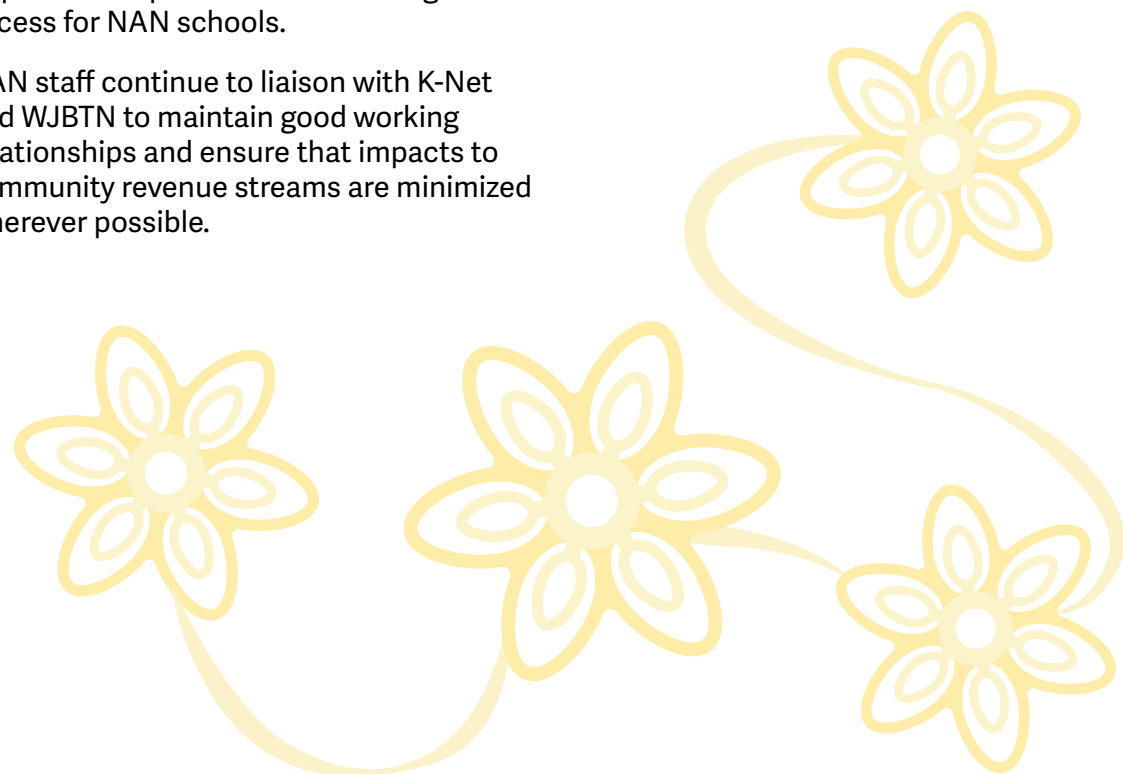 cess for NAN schools.
AN staff continue to liaison with K-Net
d WJBTN to maintain good working
ationships and ensure that impacts to
mmunity revenue streams are minimized
herever possible.